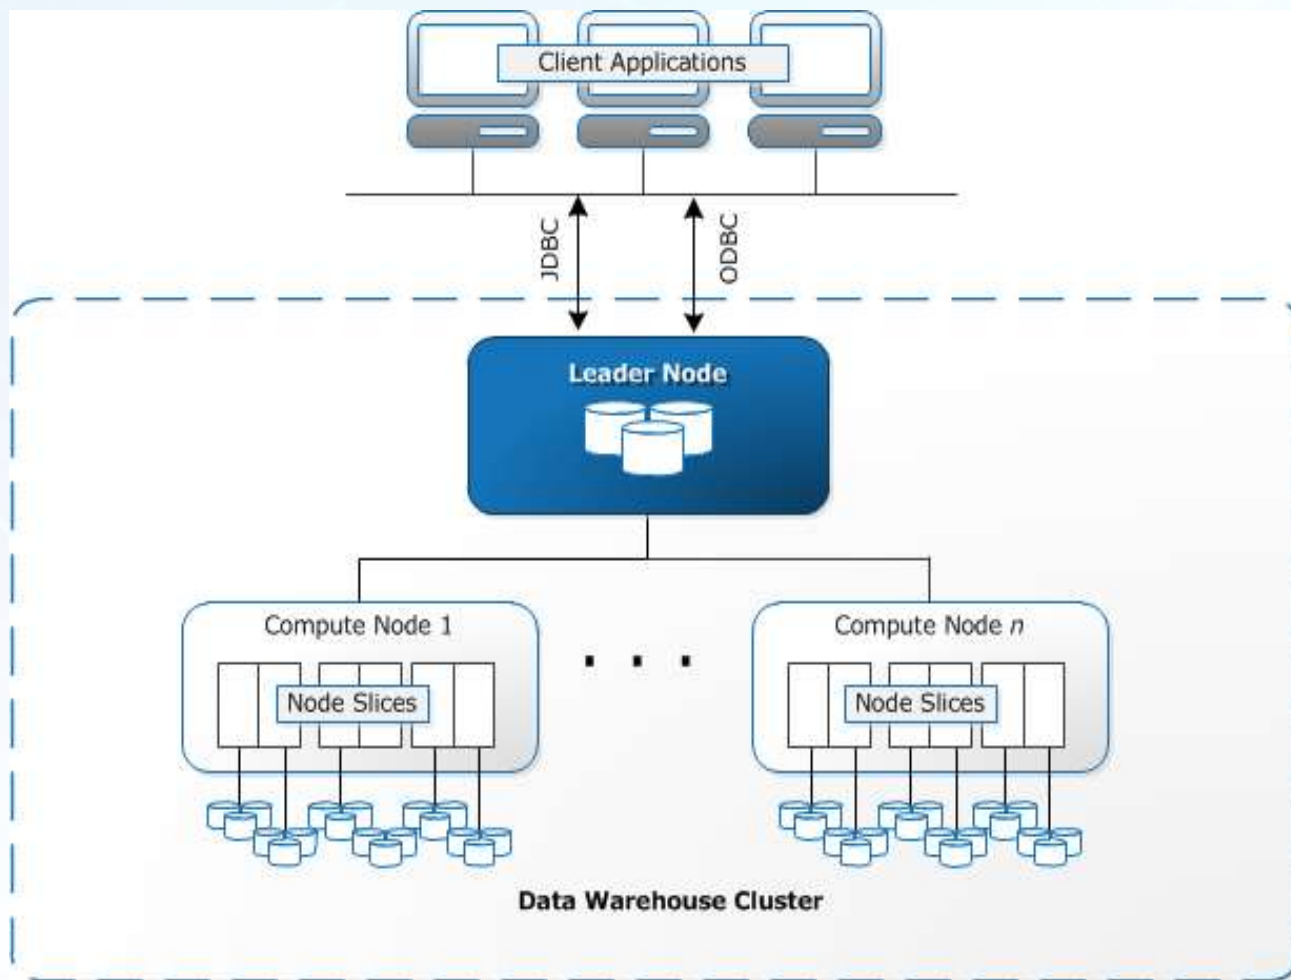 Client Applications
JDBC
ODBC
Leader Node
Compute Node 1
Compute Node n
Node Slices
Node Slices
Data Warehouse Cluster